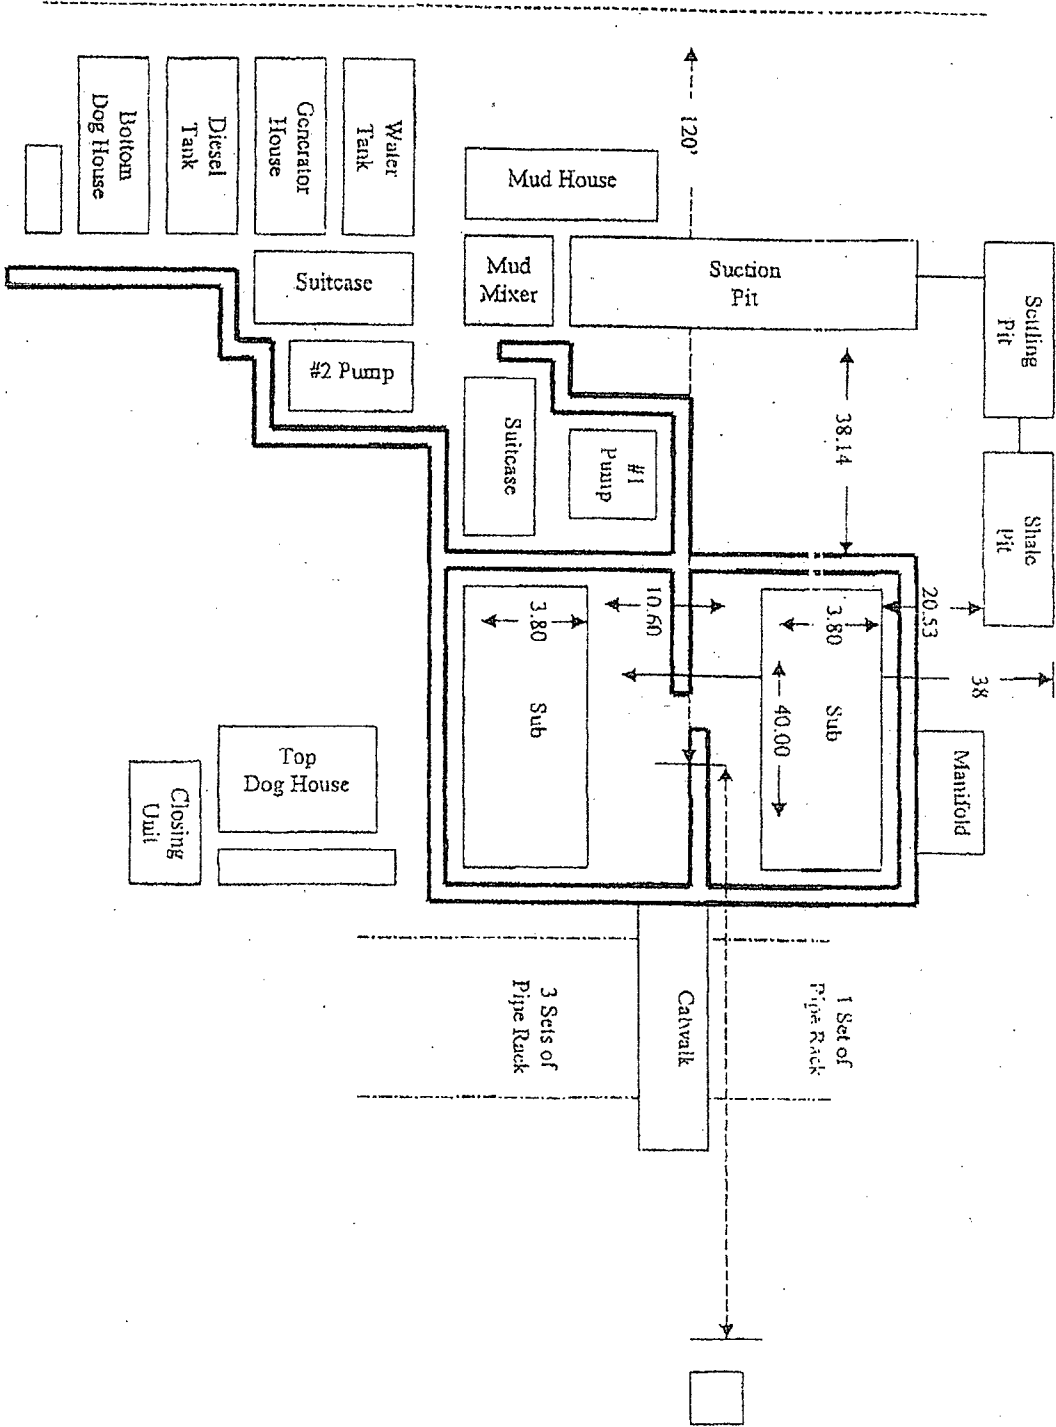 120'
Bottom
Dog House
Diesel
Tank
Generator
House
Water
Tank
Mud House
Suitcase
Mud
Mixer
Suction
Pit
Settling
Pit
#2 Pump
Suitcase
#1
Pump
38.14
Shale
Pit
3.80
10.60
3.80
20.53
38
Sub
40.00
Sub
Manifold
Top
Dog House
Closing
Unit
3 Sets of
Pipe Rack
Catwalk
1 Set of
Pipe Rack